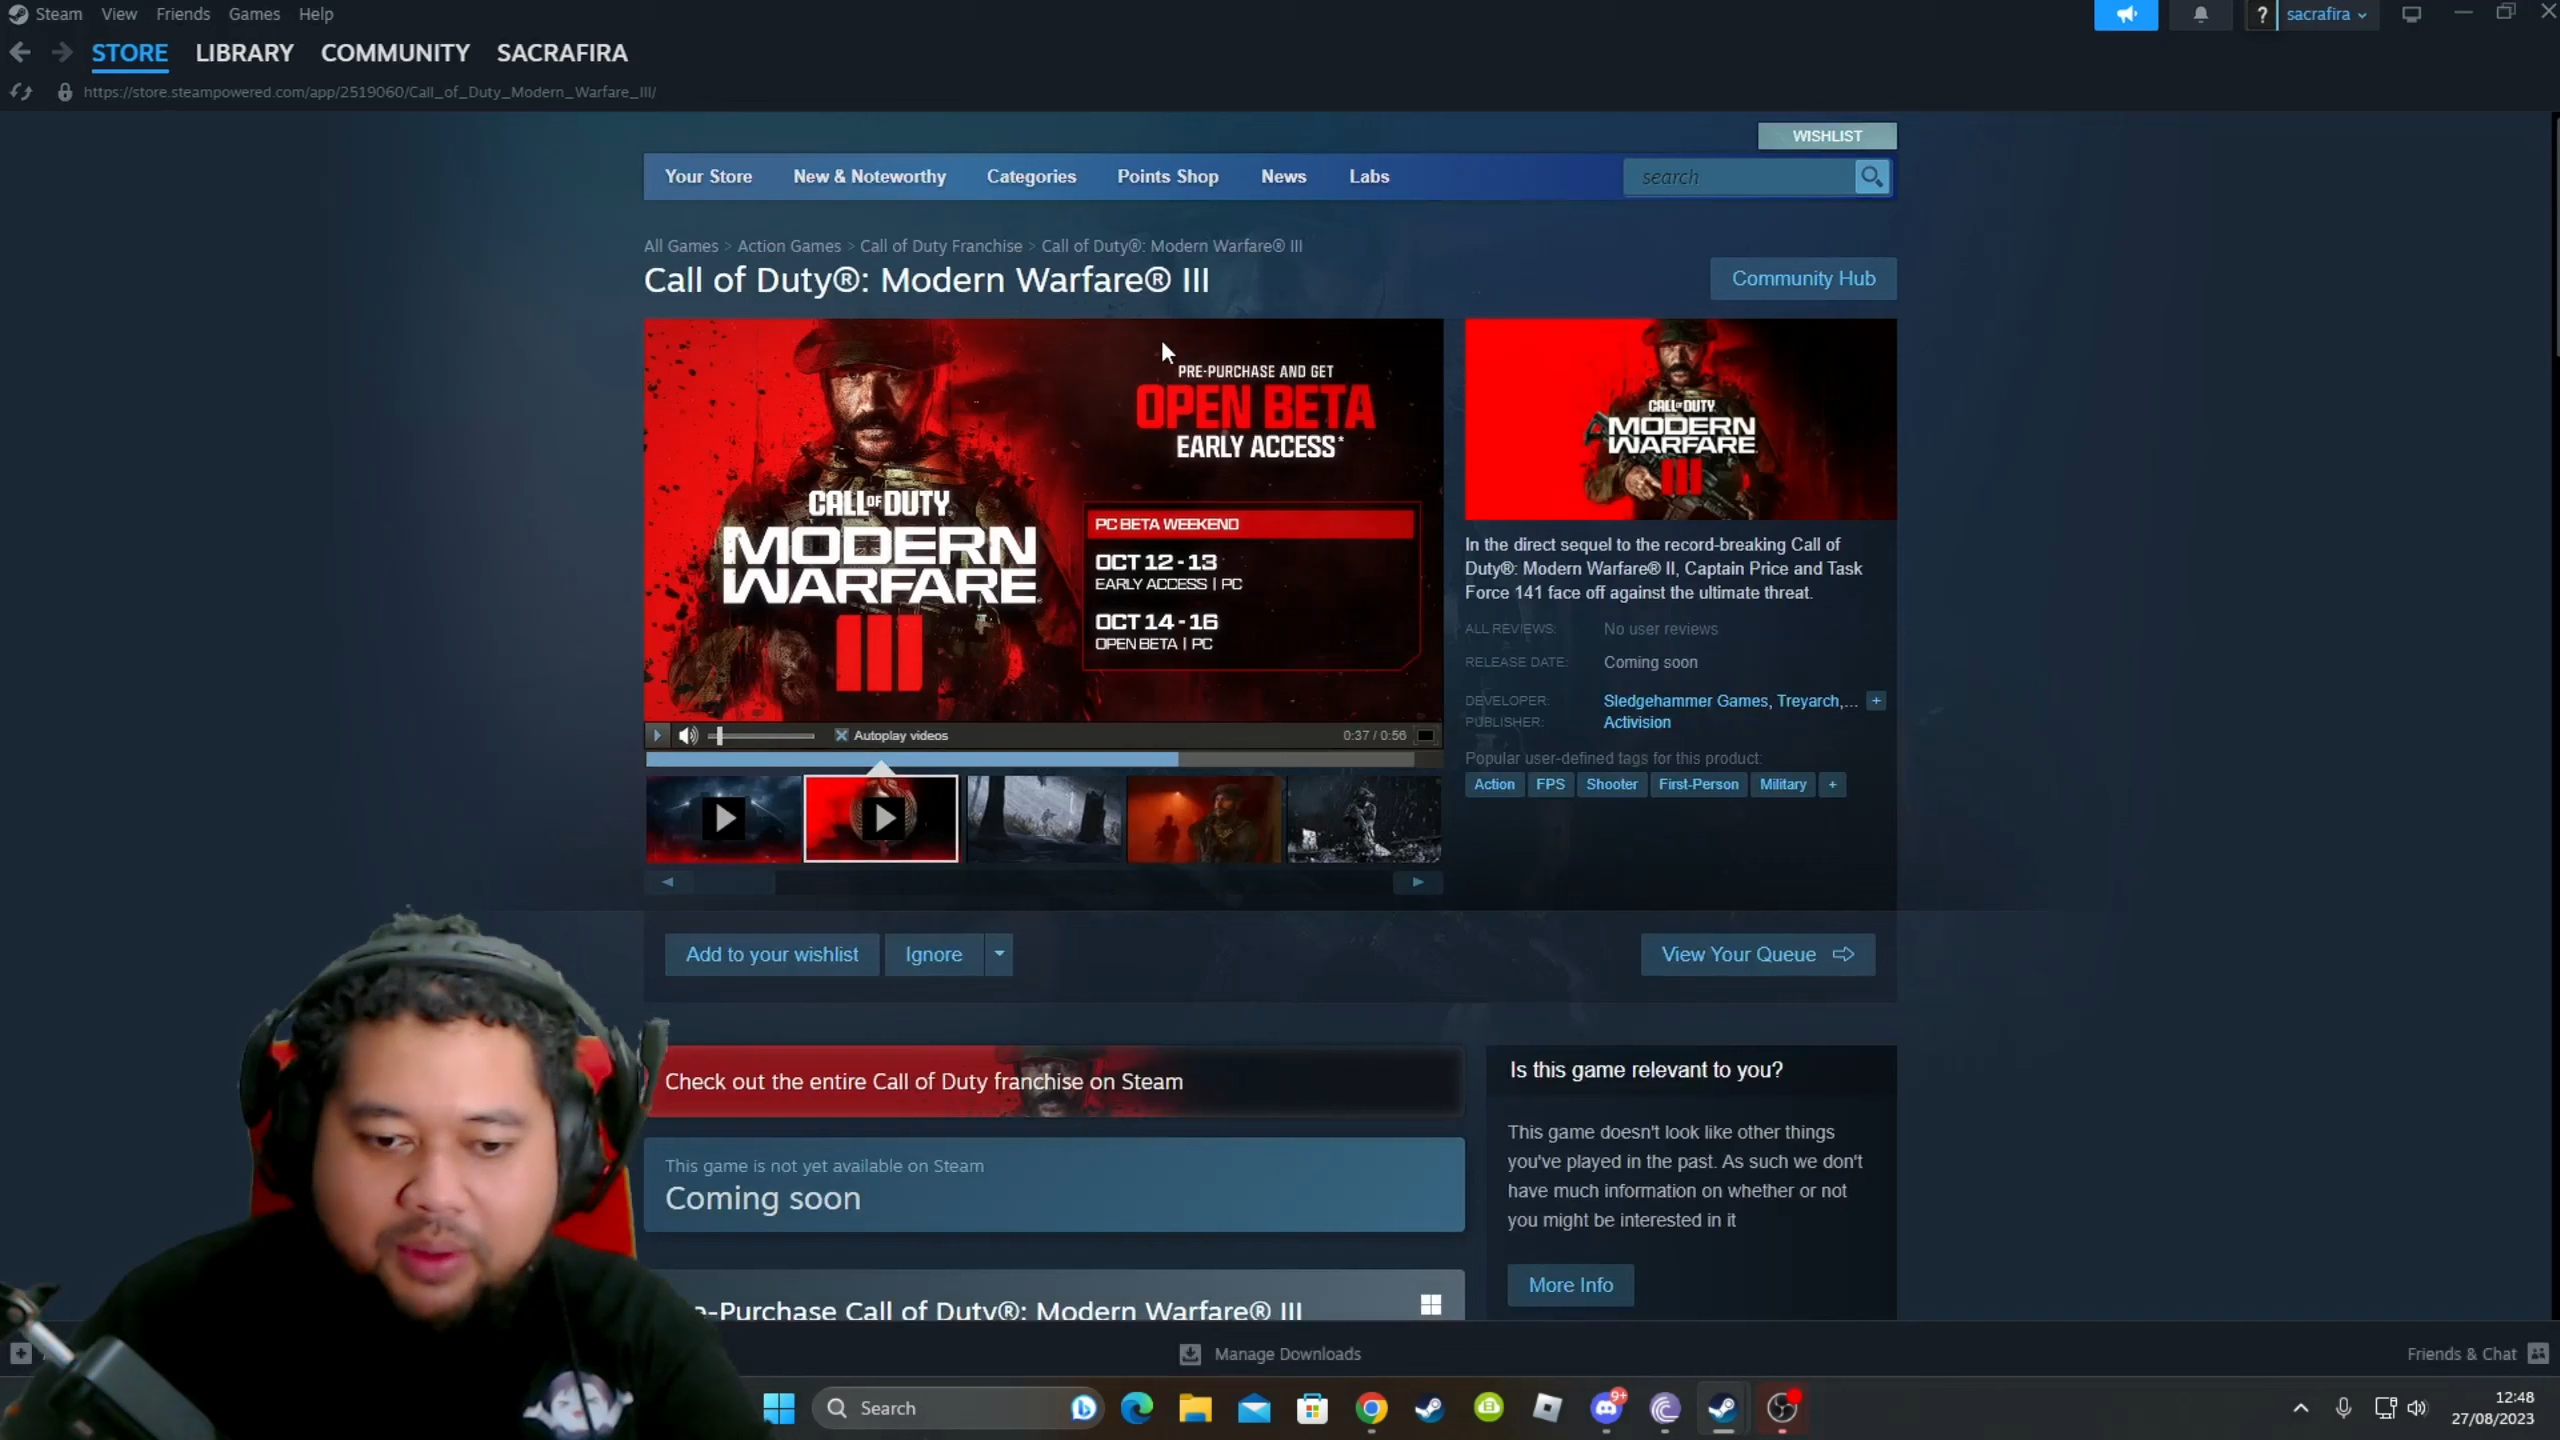 Steam View Friends Games Help
sacrafira
STORE LIBRARY COMMUNITY SACRAFIRA
https://store.steampowered.com/app/2519060/Call_of_Duty_Modern_Warfare_III/
WISHLIST
Your Store New & Noteworthy Categories Points Shop News Labs
search
All Games > Action Games > Call of Duty Franchise > Call of Duty®: Modern Warfare® III
Call of Duty®: Modern Warfare® III
Community Hub
PRE-PURCHASE AND GET
OPEN BETA
EARLY ACCESS*
CALL OF DUTY
MODERN
WARFARE
III
PC BETA WEEKEND
OCT 12 - 13
EARLY ACCESS | PC
OCT 14 - 16
OPEN BETA | PC
Autoplay videos
0:37 / 0:56
CALL OF DUTY
MODERN
WARFARE
III
In the direct sequel to the record-breaking Call of
Duty®: Modern Warfare® II, Captain Price and Task
Force 141 face off against the ultimate threat.
ALL REVIEWS: No user reviews
RELEASE DATE: Coming soon
DEVELOPER: Sledgehammer Games, Treyarch,... +
PUBLISHER: Activision
Popular user-defined tags for this product:
Action FPS Shooter First-Person Military +
Add to your wishlist Ignore
View Your Queue
Check out the entire Call of Duty franchise on Steam
This game is not yet available on Steam
Coming soon
Is this game relevant to you?
This game doesn't look like other things
you've played in the past. As such we don't
have much information on whether or not
you might be interested in it
More Info
e-Purchase Call of Duty®: Modern Warfare® III
Manage Downloads
Friends & Chat
Search
9+
12:48
27/08/2023